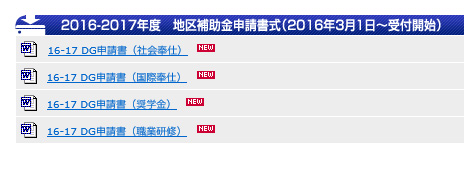 2016-2017年度　地区補助金申請書式（2016年3月1日～受付開始）
16-17 DG申請書（社会奉仕） NEW
16-17 DG申請書（国際奉仕） NEW
16-17 DG申請書（奨学金） NEW
16-17 DG申請書（職業研修） NEW